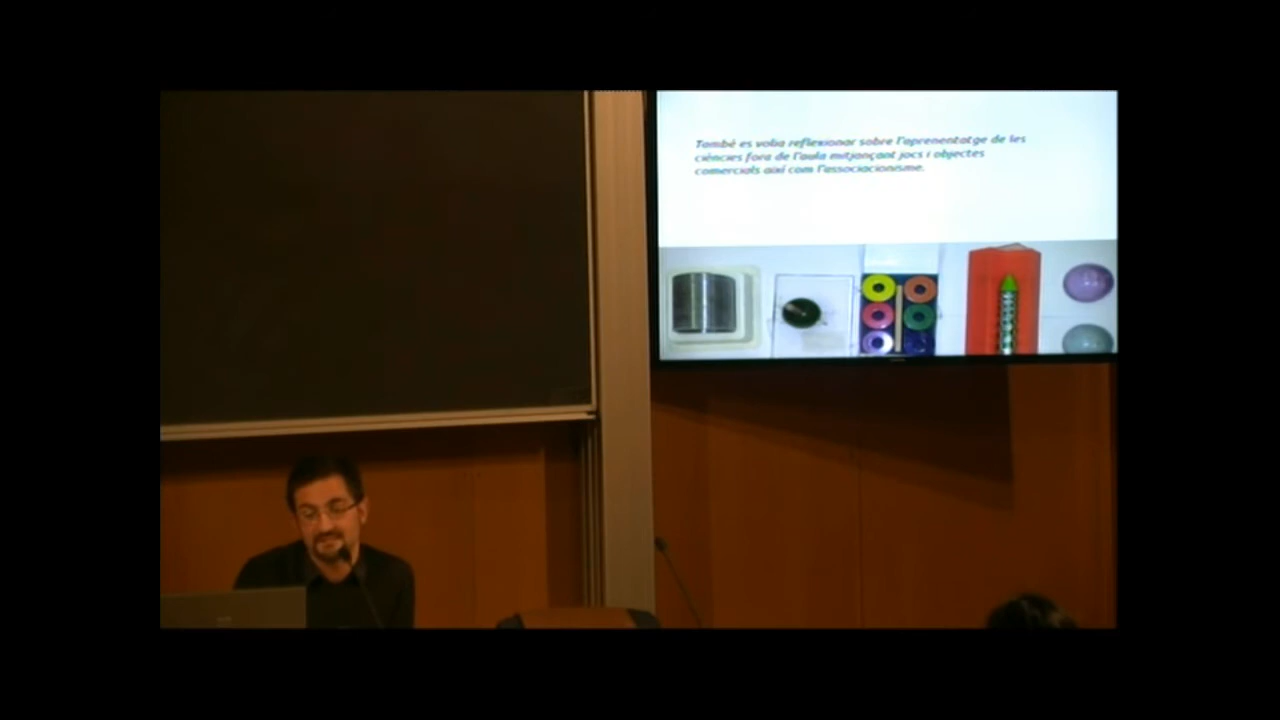 També es volia reflexionar sobre l'aprenentatge de les
ciències fora de l'aula mitjançant jocs i objectes
comercials així com l'associacionisme.